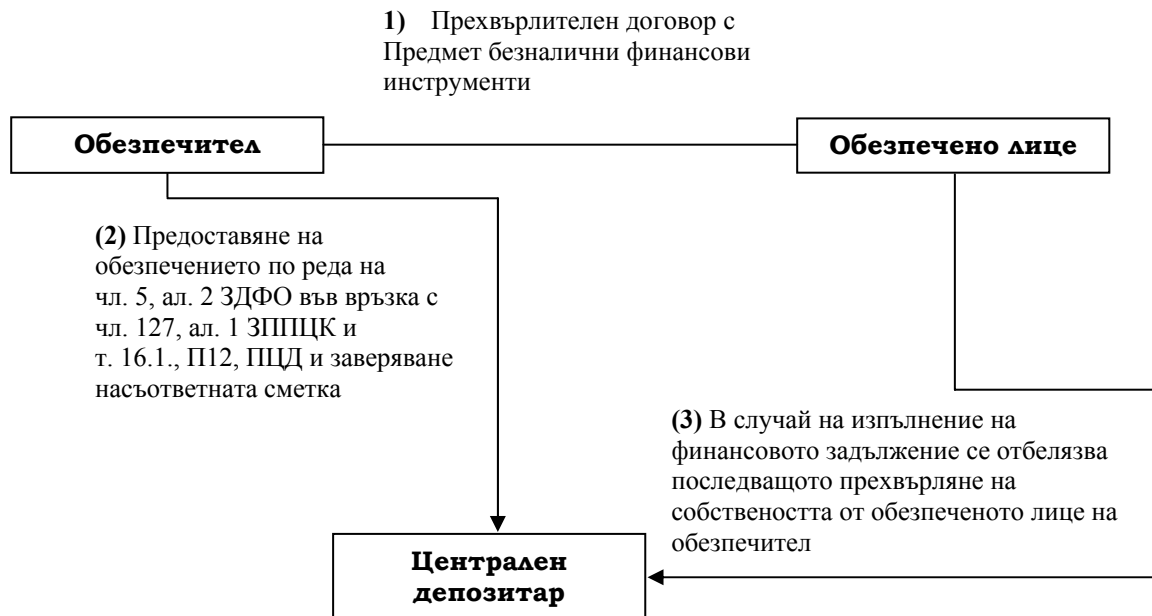 1) Прехвърлителен договор с
Предмет безналични финансови
инструменти
Обезпечител
Обезпечено лице
(2) Предоставяне на
обезпечението по реда на
чл. 5, ал. 2 ЗДФО във връзка с
чл. 127, ал. 1 ЗППЦК и
т. 16.1., П12, ПЦД и заверяване
насъответната сметка
(3) В случай на изпълнение на
финансовото задължение се отбелязва
последващото прехвърляне на
собствеността от обезпеченото лице на
обезпечител
Централен
депозитар